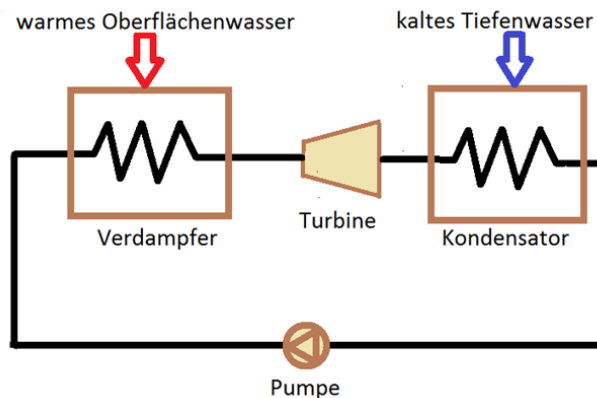 warmes Oberflächenwasser
kaltes Tiefenwasser
Verdampfer
Turbine
Kondensator
Pumpe